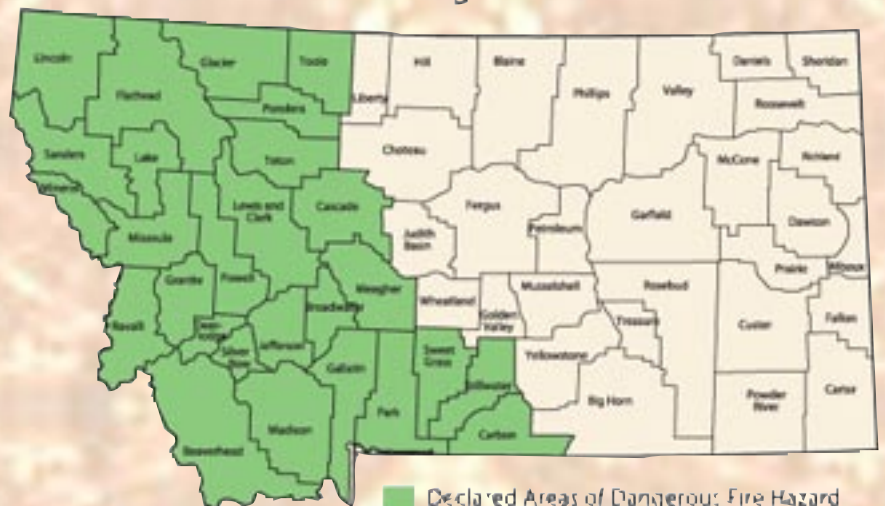 Lincoln
Glacier
Toole
Liberty
Hill
Blaine
Phillips
Valley
Daniels
Sheridan
Flathead
Pondera
Roosevelt
Sanders
Lake
Teton
Choteau
McCone
Richland
Mineral
Missoula
Lewis and
Clark
Cascade
Judith
Basin
Fergus
Petroleum
Garfield
Dawson
Prairie
Wibaux
Granite
Powell
Meagher
Broadwater
Wheatland
Golden
Valley
Musselshell
Rosebud
Treasure
Custer
Fallon
Ravalli
Deer
lodge
Silver
Bow
Jefferson
Gallatin
Sweet
Grass
Stillwater
Yellowstone
Big Horn
Powder
River
Carter
Beaverhead
Madison
Park
Carbon
Declared Areas of Dangerous Fire Hazard